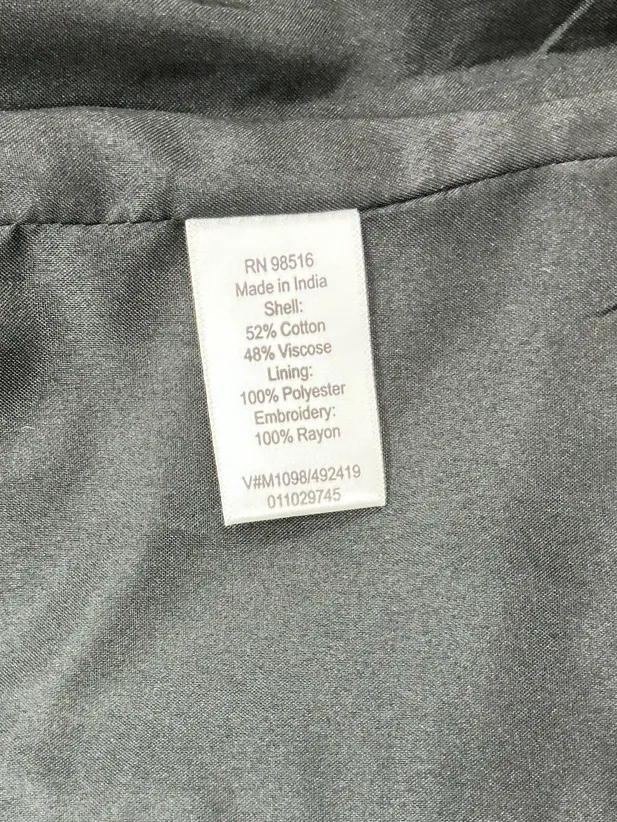 RN 98516
Made in India
Shell:
52% Cotton
48% Viscose
Lining:
100% Polyester
Embroidery:
100% Rayon
V#M1098/492419
011029745